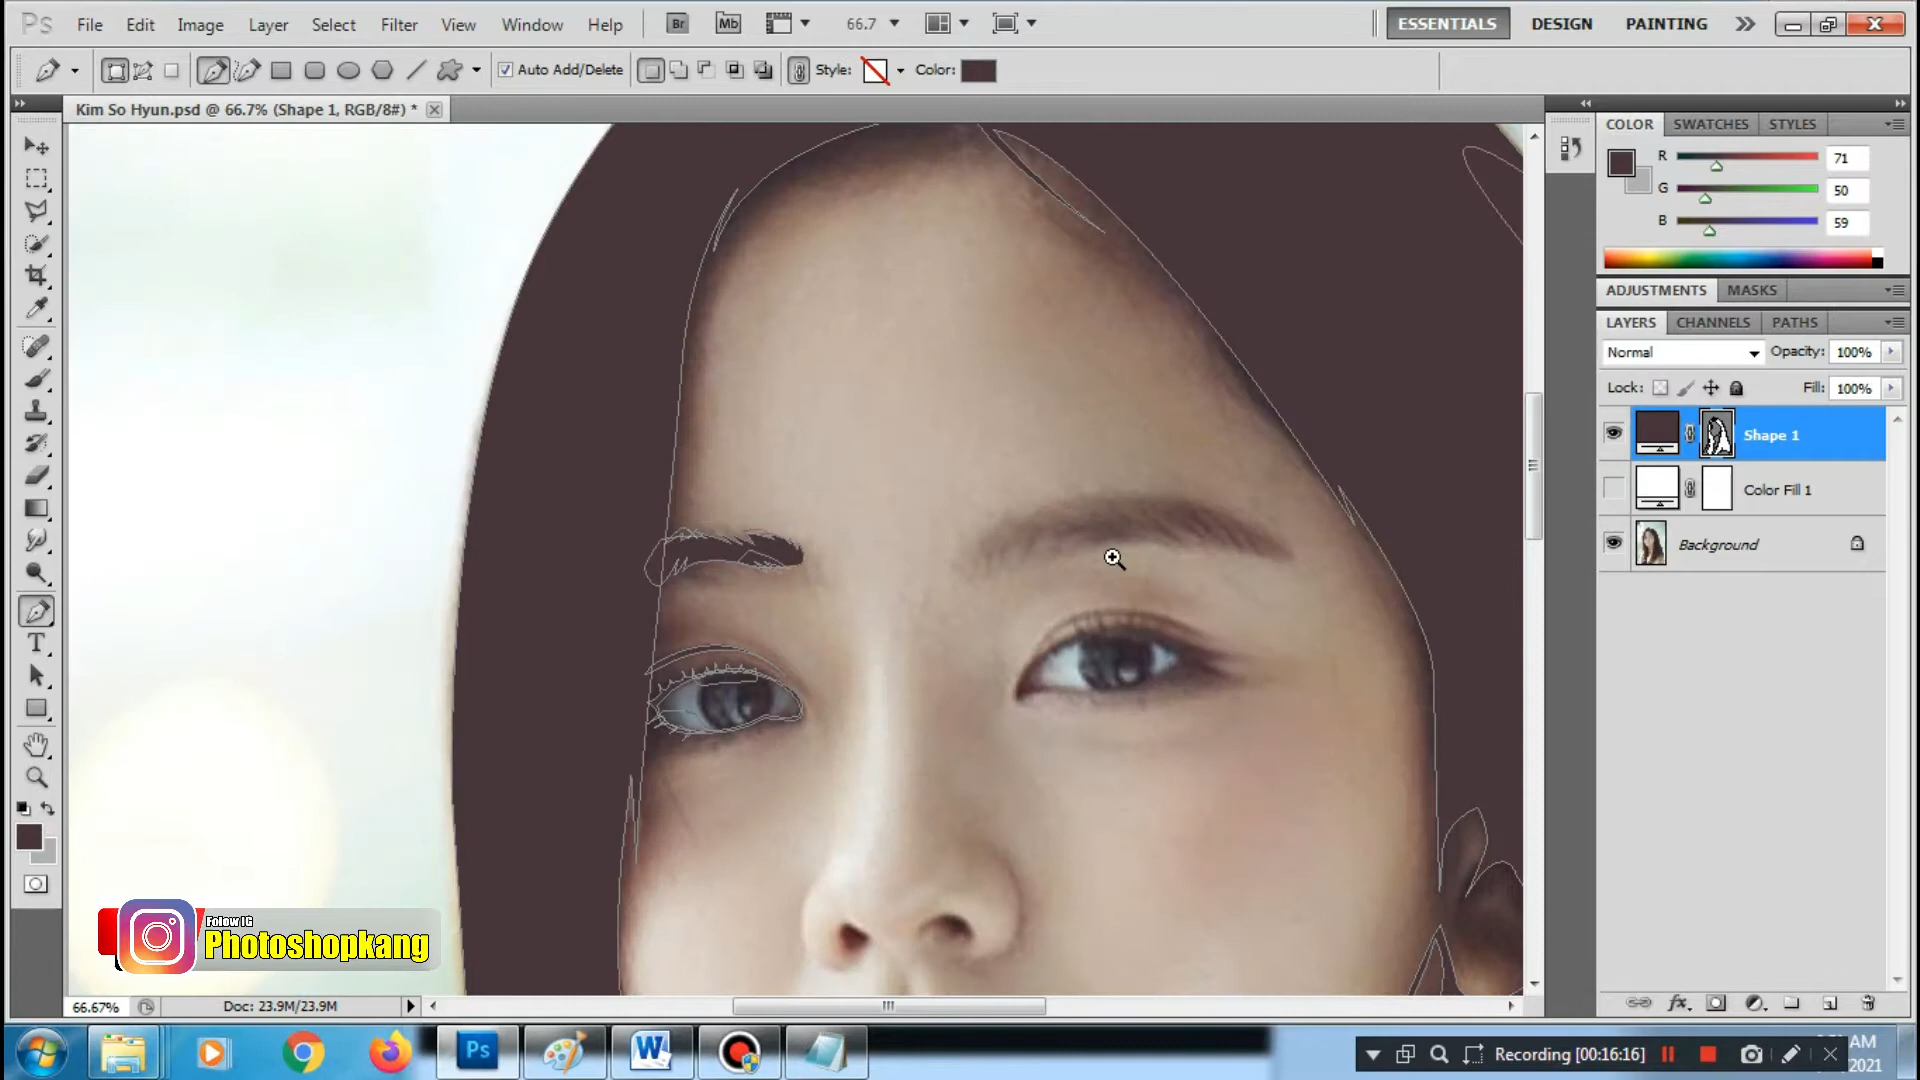 Ps File Edit Image Layer Select Filter View Window Help Br Mb 66.7 ESSENTIALS DESIGN PAINTING
Auto Add/Delete Style: Color:
Kim So Hyun.psd @ 66.7% (Shape 1, RGB/8#) *
COLOR SWATCHES STYLES
R 71
G 50
B 59
ADJUSTMENTS MASKS
LAYERS CHANNELS PATHS
Normal Opacity: 100%
Lock: Fill: 100%
Shape 1
Color Fill 1
Background
Folow IG
Photoshopkang
66.67% Doc: 23.9M/23.9M
Ps W Recording [00:16:16]
AM
2021